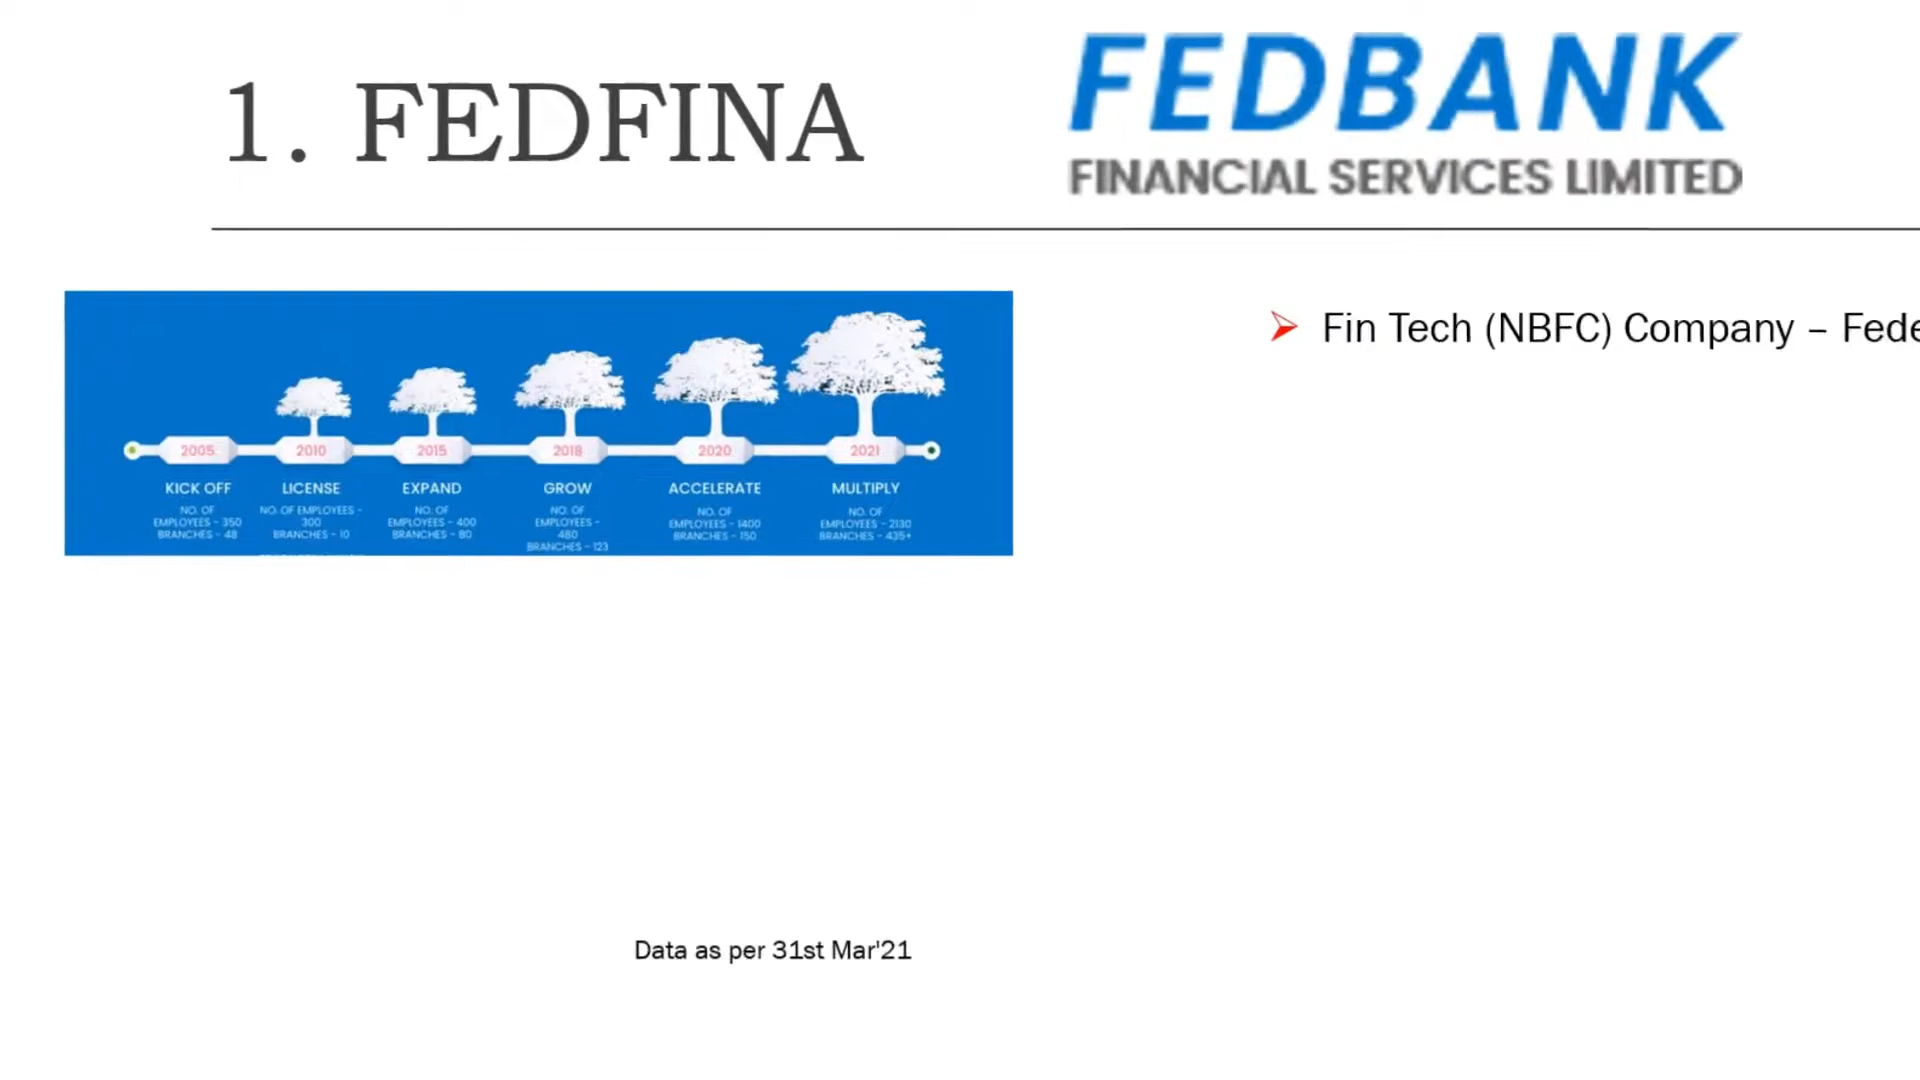 1. FEDFINA
FEDBANK
FINANCIAL SERVICES LIMITED
Fin Tech (NBFC) Company – Fede
2005
2010
2015
2018
2020
2021
KICK OFF
LICENSE
EXPAND
GROW
ACCELERATE
MULTIPLY
NO. OF
EMPLOYEES - 350
BRANCHES - 48
NO. OF EMPLOYEES -
300
BRANCHES - 10
NO. OF
EMPLOYEES - 400
BRANCHES - 80
NO. OF
EMPLOYEES -
480
BRANCHES - 123
NO. OF
EMPLOYEES - 1400
BRANCHES - 150
NO. OF
EMPLOYEES - 2130
BRANCHES - 435+
Data as per 31st Mar'21